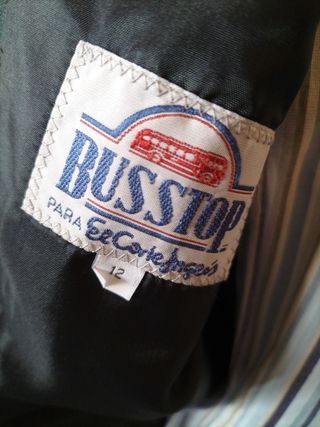 BUSSTOP
PARA El Corte Inglés
12